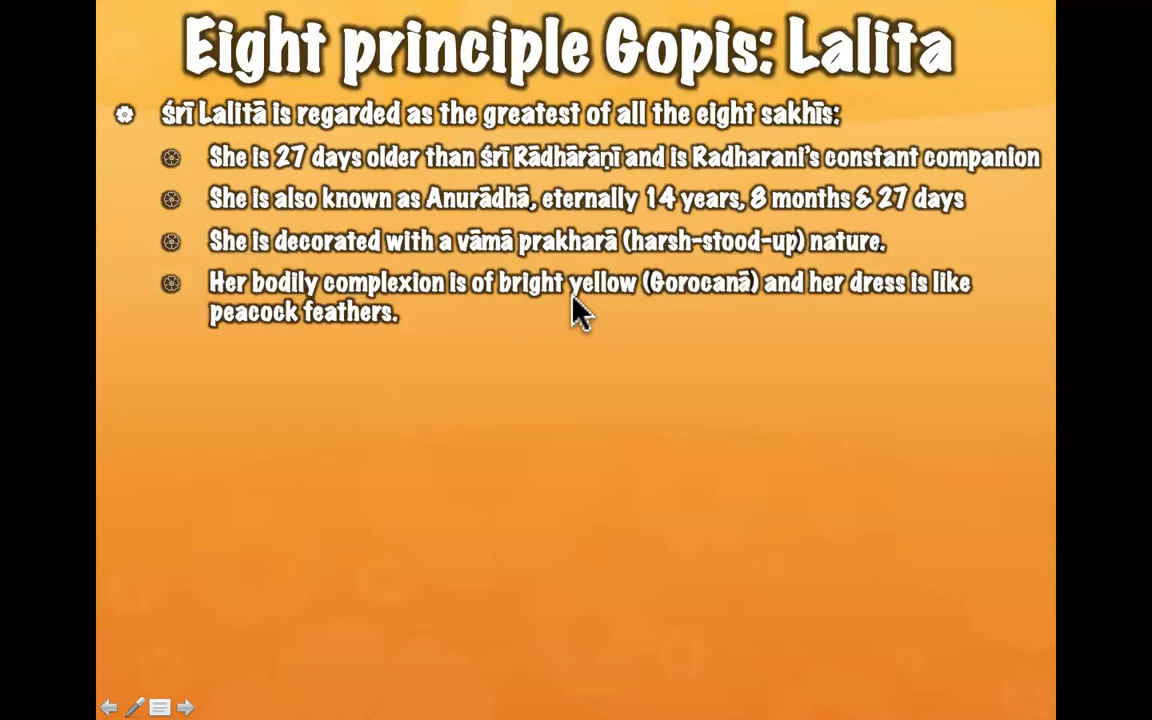 Eight principle Gopis: Lalita
śrī Lalitā is regarded as the greatest of all the eight sakhīs:
She is 27 days older than śrī Rādhārāṇī and is Radharani's constant companion
She is also known as Anurādhā, eternally 14 years, 8 months & 27 days
She is decorated with a vāmā prakharā (harsh-stood-up) nature.
Her bodily complexion is of bright yellow (Gorocanā) and her dress is like
peacock feathers.